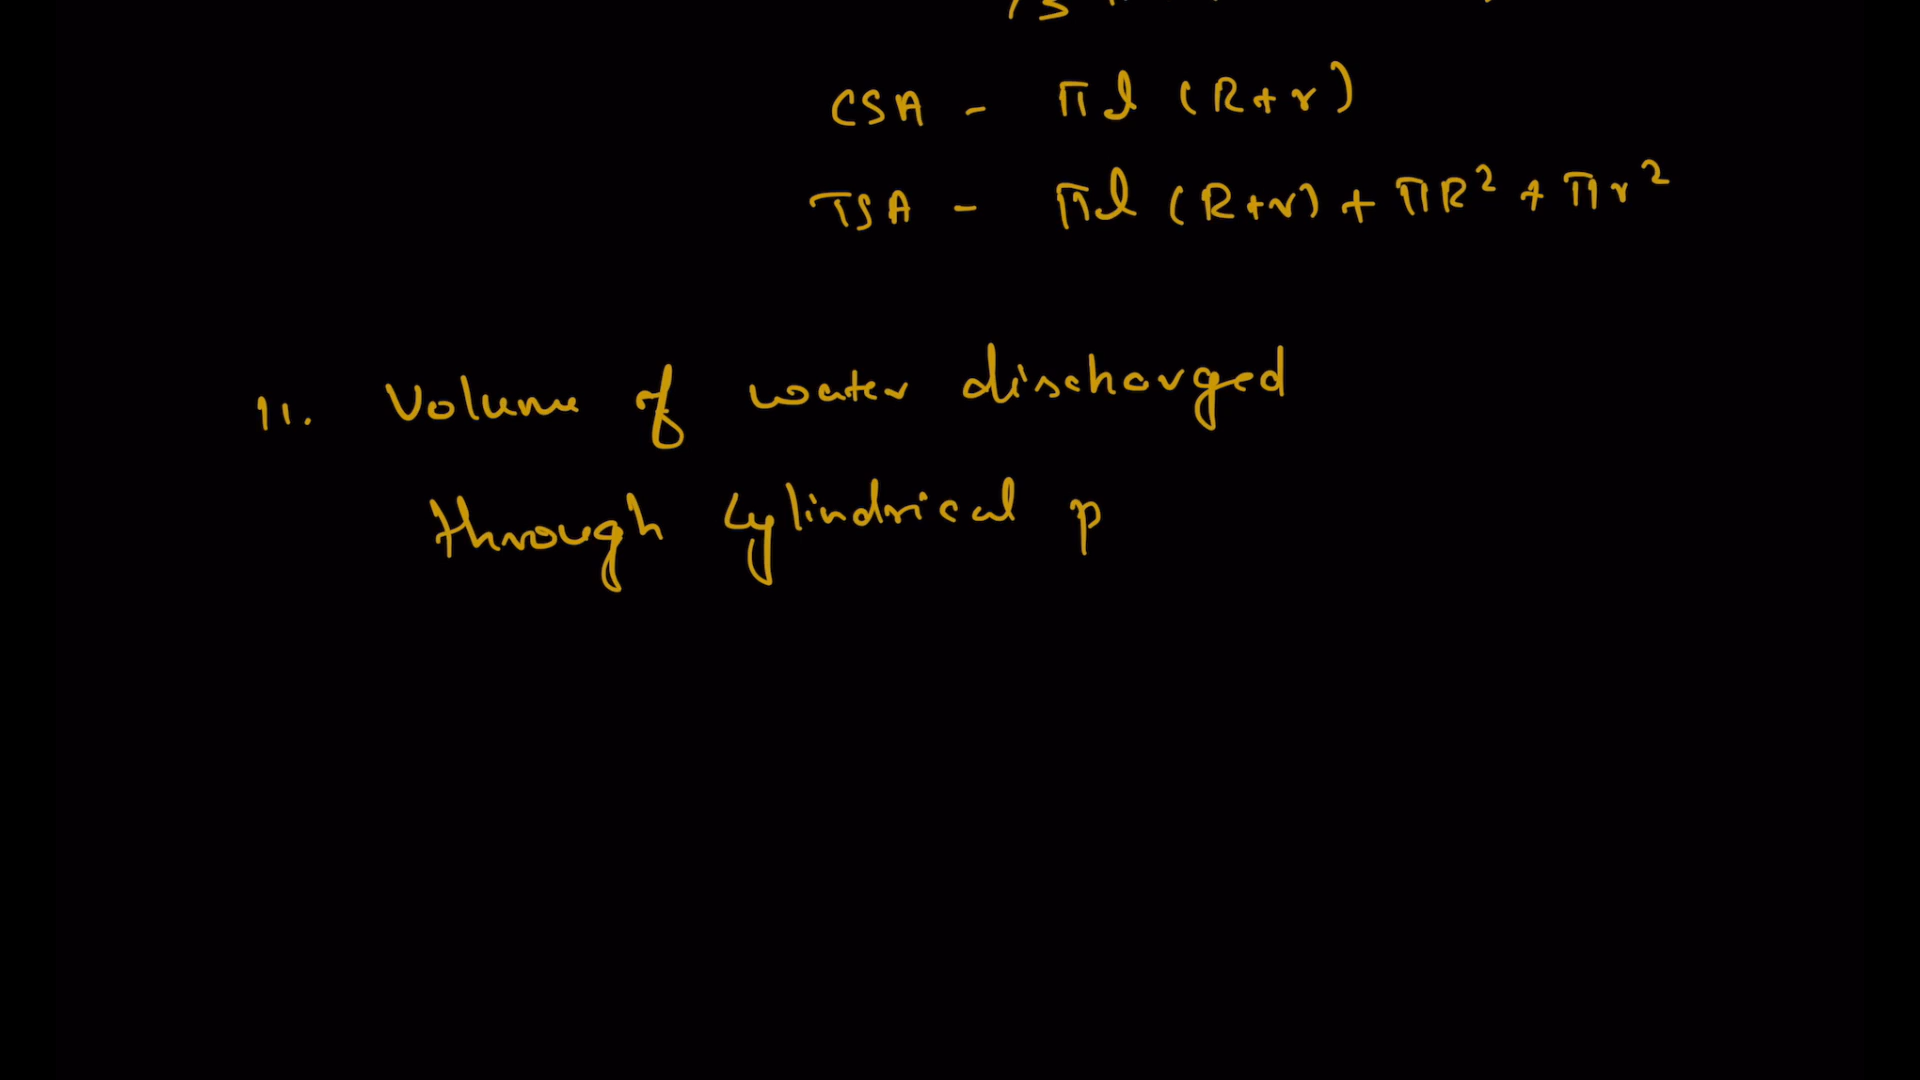 CSA - πl (R+r)
TSA - πl (R+r) + πR² + πr²
11. Volume of water discharged
through cylindrical p